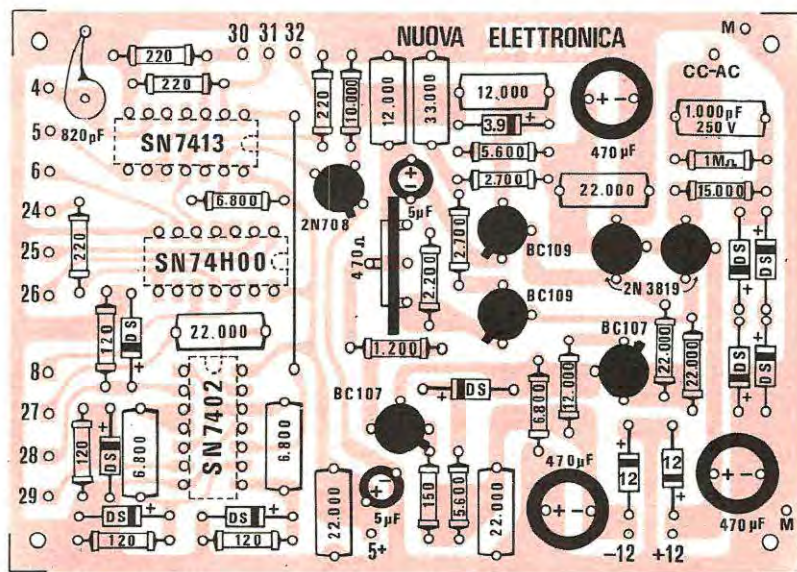 30 31 32
NUOVA ELETTRONICA
M
CC-AC
220
220
4
820pF
5
SN7413
6
220
10.000
12.000
33.000
12.000
3.9 +
5.600
2.700
+ -
470 µF
1.000pF
250 V
1MΩ
15.000
22.000
6.800
2N708
+ -
5µF
24
220
25
SN74H00
26
470Ω
2.200
2.700
BC109
BC109
2N 3819
DS
DS
+
+
120
DS
+
22.000
1.200
BC107
22.000
22.000
DS
DS
+
+
8
27
28
29
SN7402
BC107
+ DS
6.800
12.000
120
DS
+
6.800
6.800
DS +
DS +
120
120
22.000
+ -
5µF
5+
150
5.600
22.000
470µF
+ -
+
12
12
+
-12 +12
+ -
470 µF
M